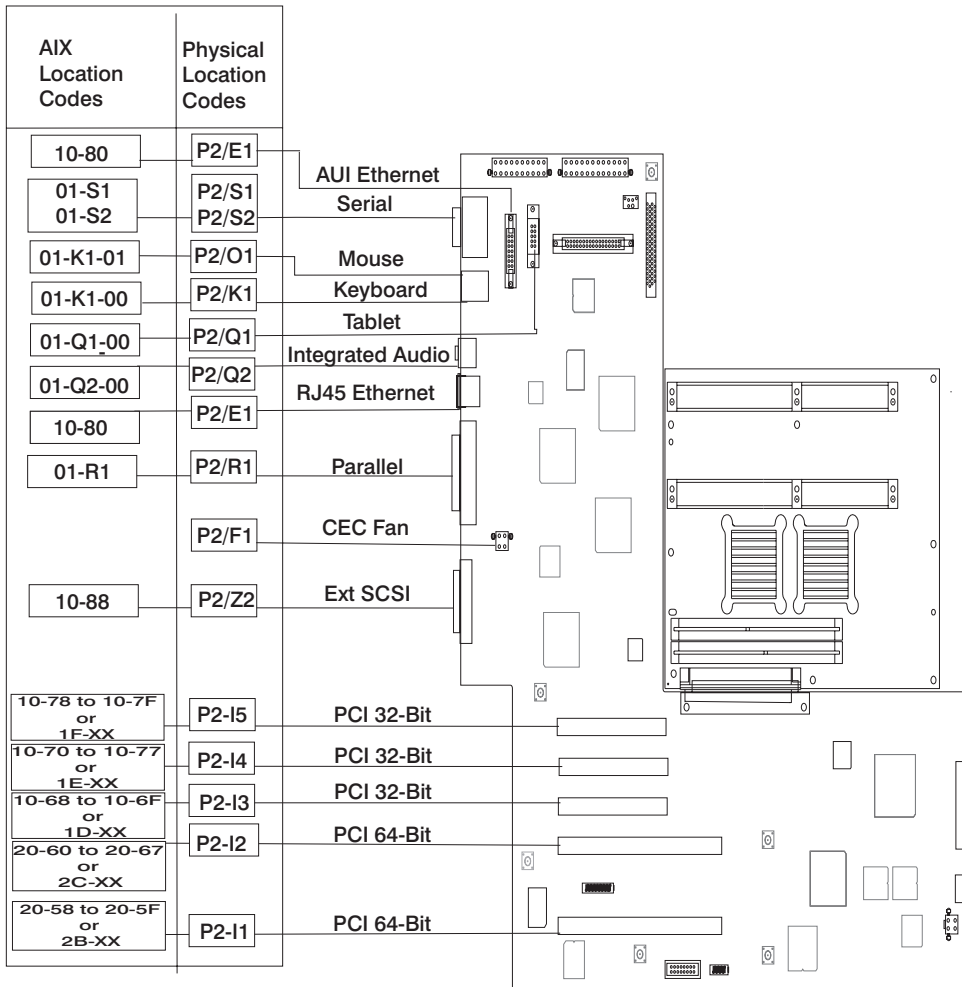 AIX
Location
Codes
Physical
Location
Codes
10-80
P2/E1
AUI Ethernet
01-S1
01-S2
P2/S1
P2/S2
Serial
01-K1-01
P2/O1
Mouse
01-K1-00
P2/K1
Keyboard
01-Q1-00
P2/Q1
Tablet
01-Q2-00
P2/Q2
Integrated Audio
10-80
P2/E1
RJ45 Ethernet
01-R1
P2/R1
Parallel
P2/F1
CEC Fan
10-88
P2/Z2
Ext SCSI
10-78 to 10-7F
or
1F-XX
P2-I5
PCI 32-Bit
10-70 to 10-77
or
1E-XX
P2-I4
PCI 32-Bit
10-68 to 10-6F
or
1D-XX
P2-I3
PCI 32-Bit
20-60 to 20-67
or
2C-XX
P2-I2
PCI 64-Bit
20-58 to 20-5F
or
2B-XX
P2-I1
PCI 64-Bit